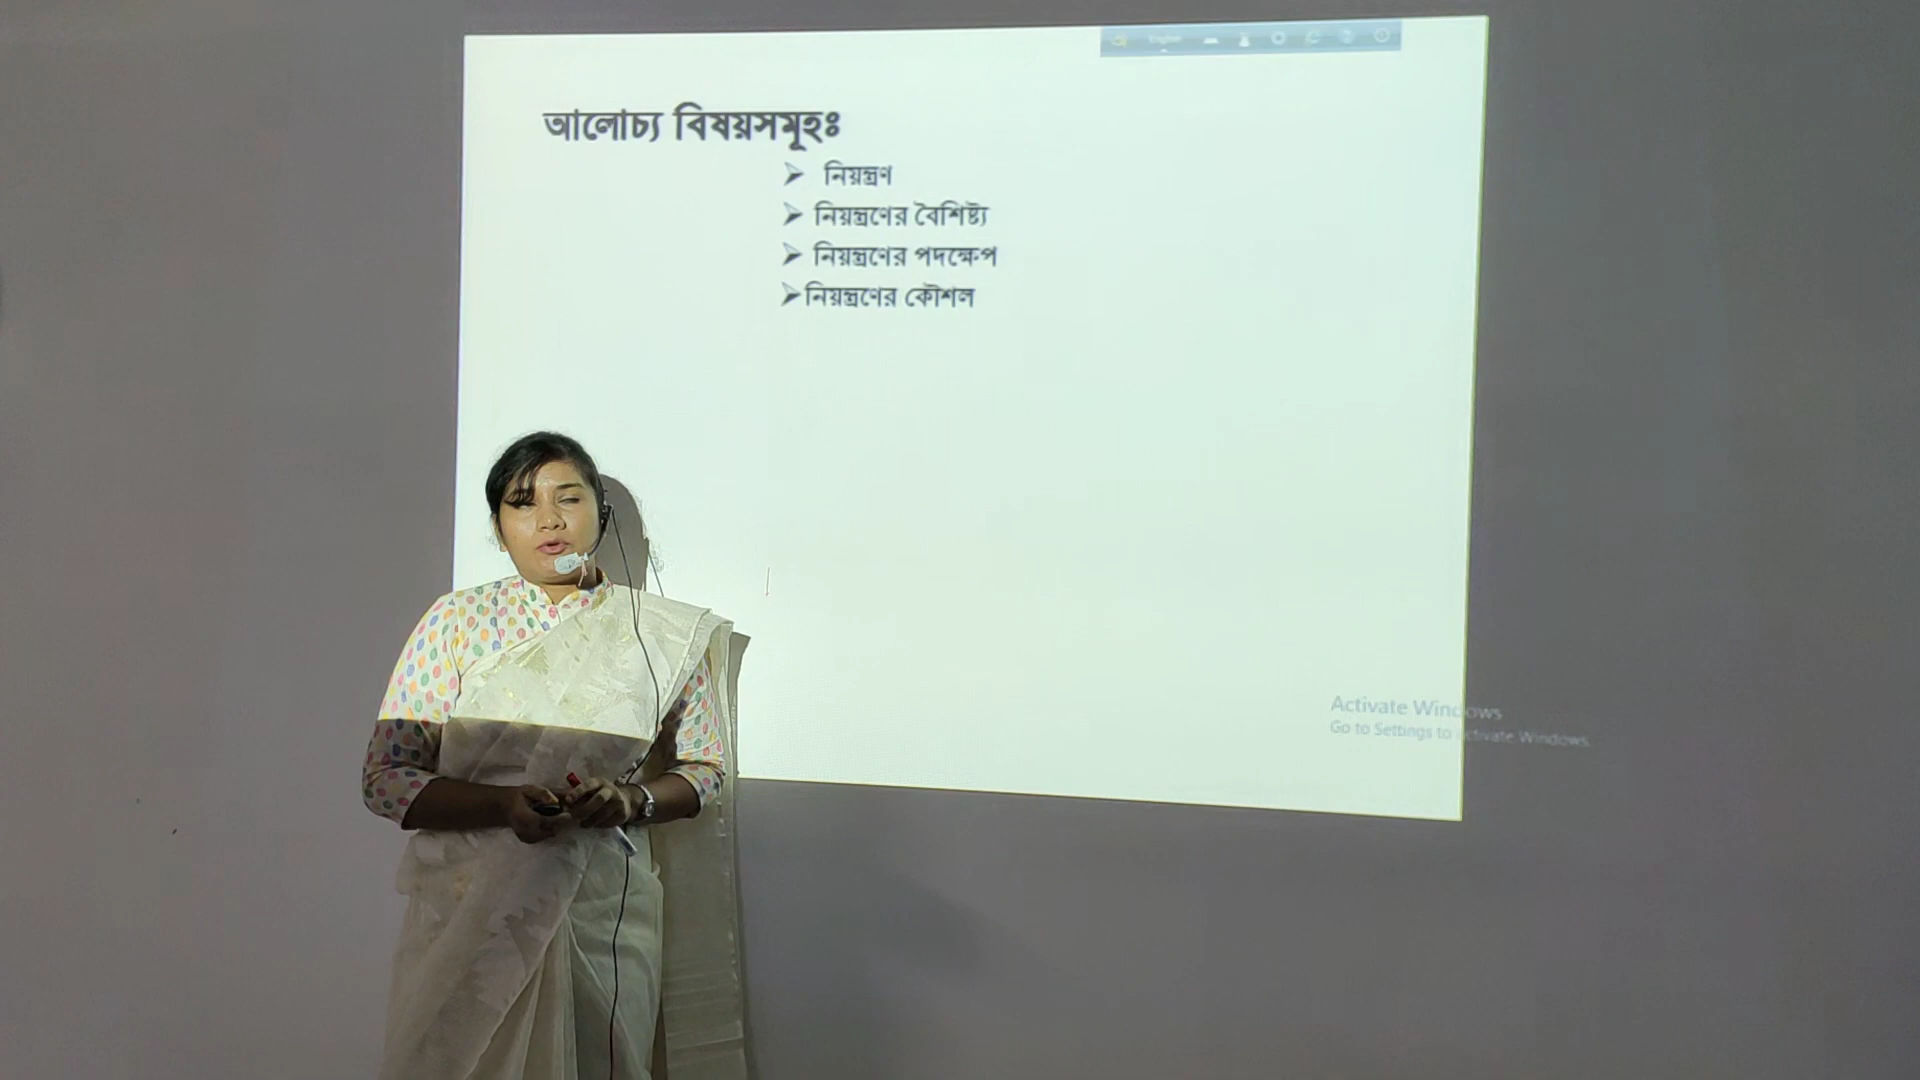 আলোচ্য বিষয়সমূহঃ
➢ নিয়ন্ত্রণ
➢ নিয়ন্ত্রণের বৈশিষ্ট্য
➢ নিয়ন্ত্রণের পদক্ষেপ
➢নিয়ন্ত্রণের কৌশল
Activate Windows
Go to Settings to activate Windows.